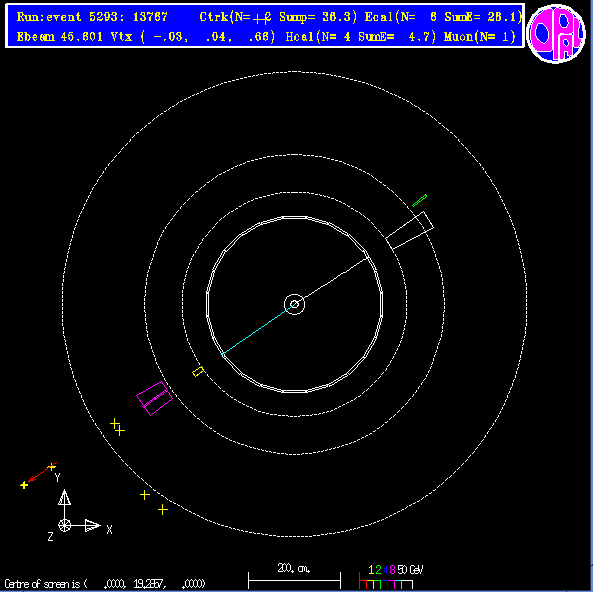 Run:event 5293: 13767 Ctrk(N= 2 Sump= 36.3) Ecal(N= 6 SumE= 26.1)
Ebeam 45.601 Vtx ( -.03, .04, .66) Hcal(N= 4 SumE= 4.7) Muon(N= 1)
OPAL
Y
X
Z
200. cm.
1 2 4 8 50 GeV
Centre of screen is ( .0000, 19.2857, .0000)